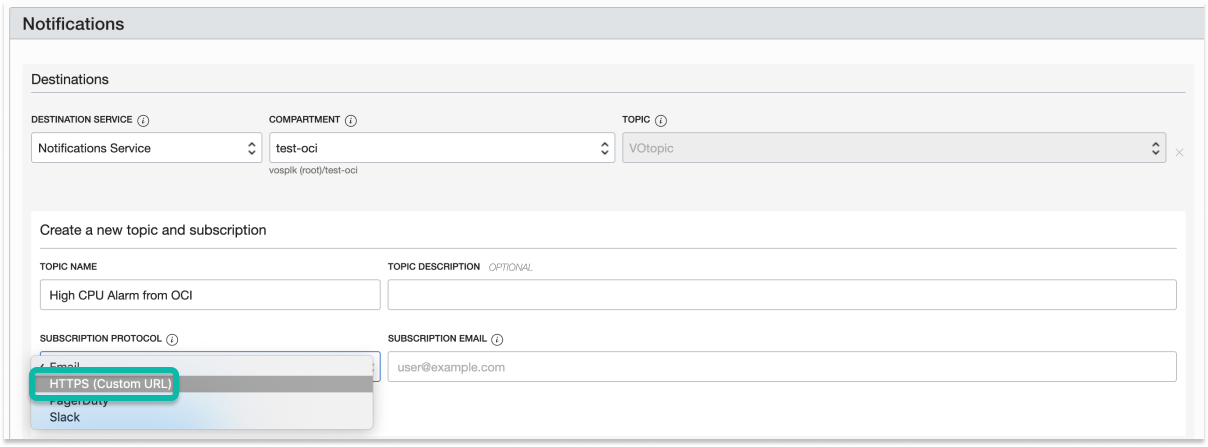 Notifications
Destinations
DESTINATION SERVICE
COMPARTMENT
TOPIC
Notifications Service
test-oci
VOtopic
vosplk (root)/test-oci
Create a new topic and subscription
TOPIC NAME
TOPIC DESCRIPTION OPTIONAL
High CPU Alarm from OCI
SUBSCRIPTION PROTOCOL
SUBSCRIPTION EMAIL
Email
user@example.com
HTTPS (Custom URL)
PagerDuty
Slack